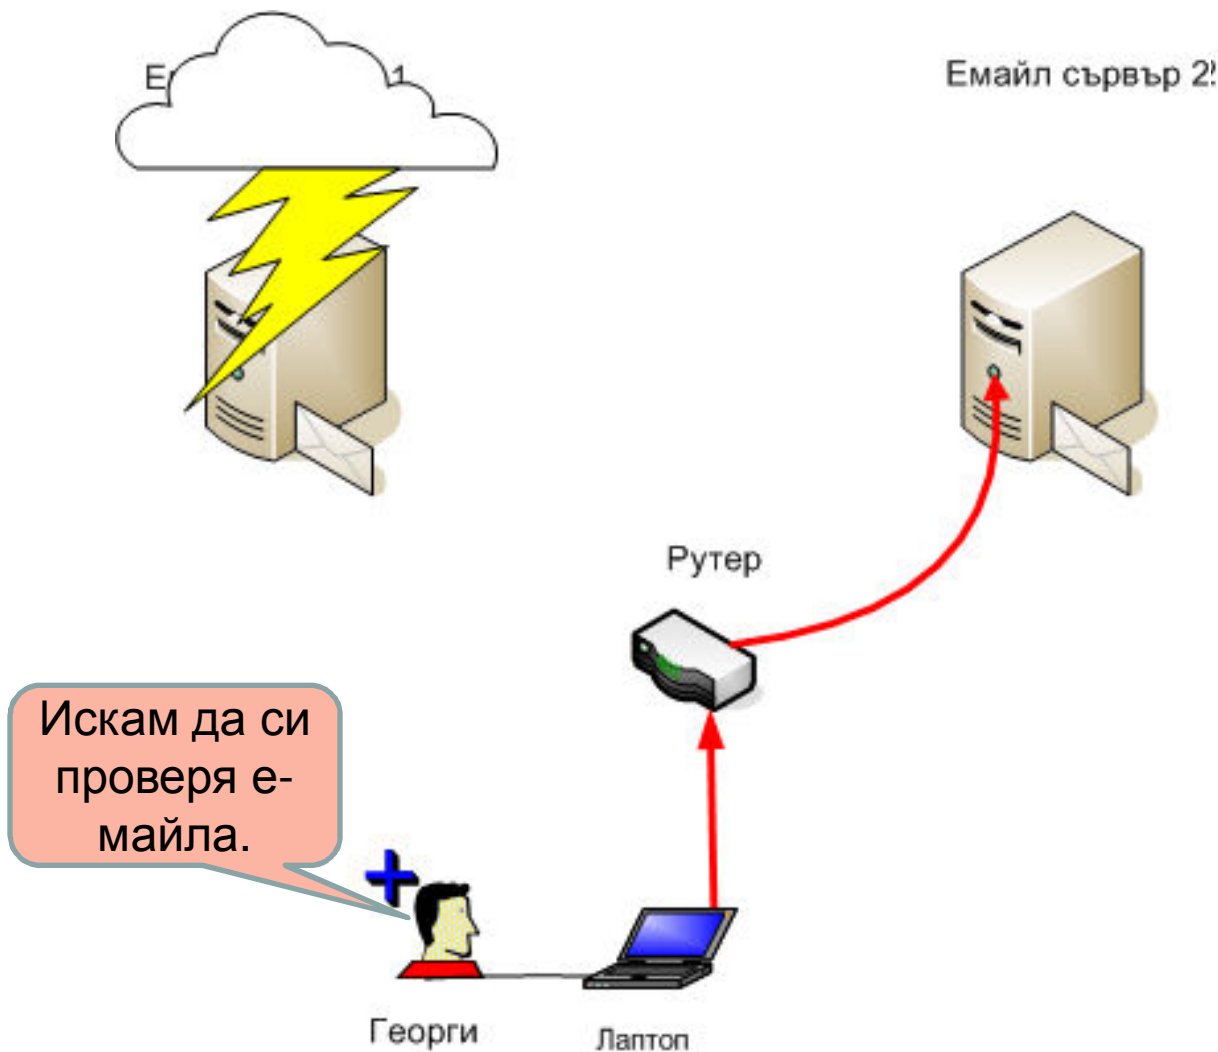 Емайл сървър 2
Рутер
Искам да си
проверя е-
майла.
Георги
Лаптоп